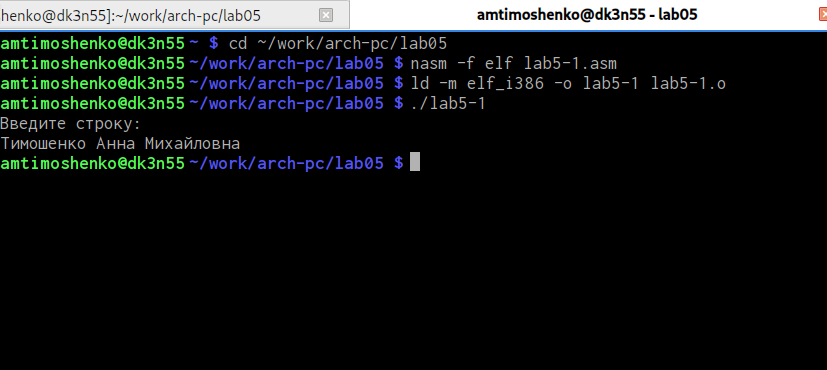 henko@dk3n55]:~/work/arch-pc/lab05
amtimoshenko@dk3n55 - lab05
amtimoshenko@dk3n55 ~ $ cd ~/work/arch-pc/lab05
amtimoshenko@dk3n55 ~/work/arch-pc/lab05 $ nasm -f elf lab5-1.asm
amtimoshenko@dk3n55 ~/work/arch-pc/lab05 $ ld -m elf_i386 -o lab5-1 lab5-1.o
amtimoshenko@dk3n55 ~/work/arch-pc/lab05 $ ./lab5-1
Введите строку:
Тимошенко Анна Михайловна
amtimoshenko@dk3n55 ~/work/arch-pc/lab05 $